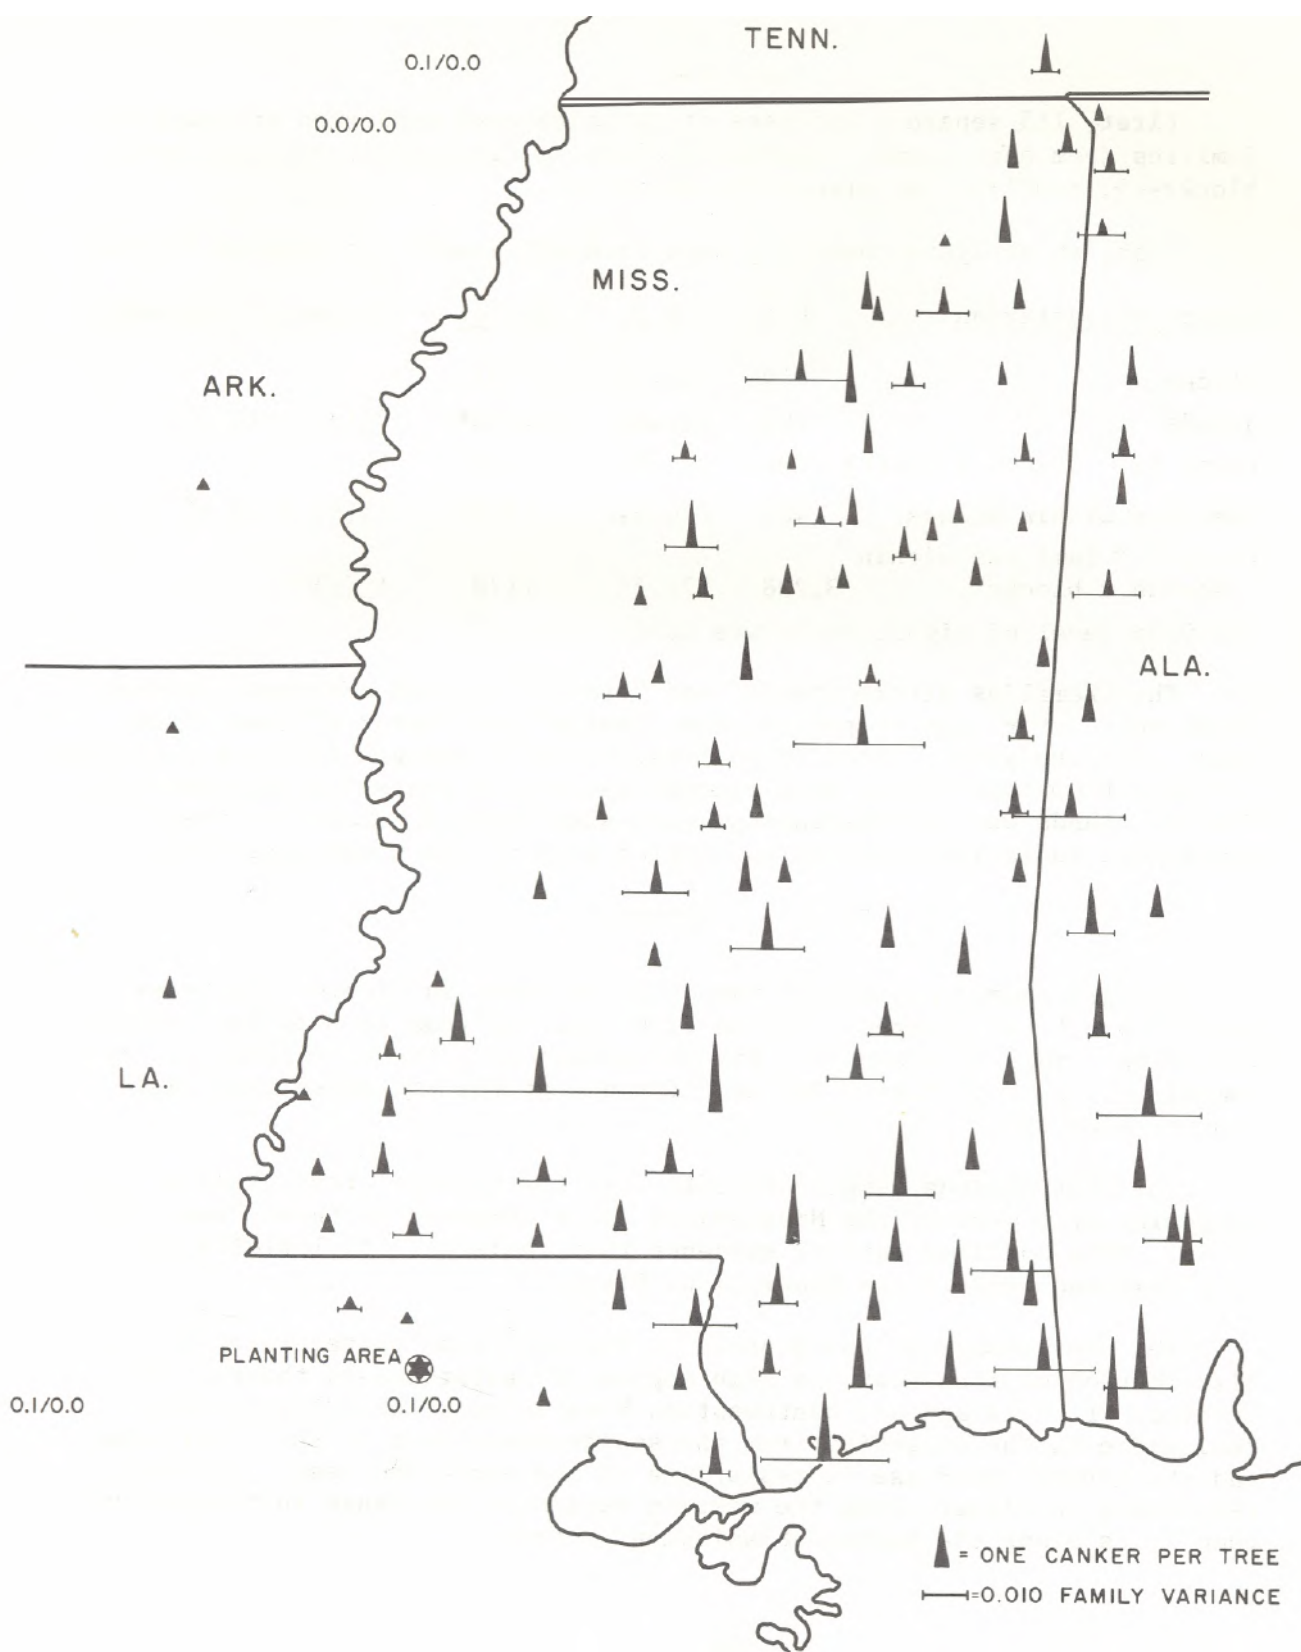 TENN.
0.1/0.0
0.0/0.0
MISS.
ARK.
ALA.
LA.
PLANTING AREA
0.1/0.0
0.1/0.0
= ONE CANKER PER TREE
=0.010 FAMILY VARIANCE